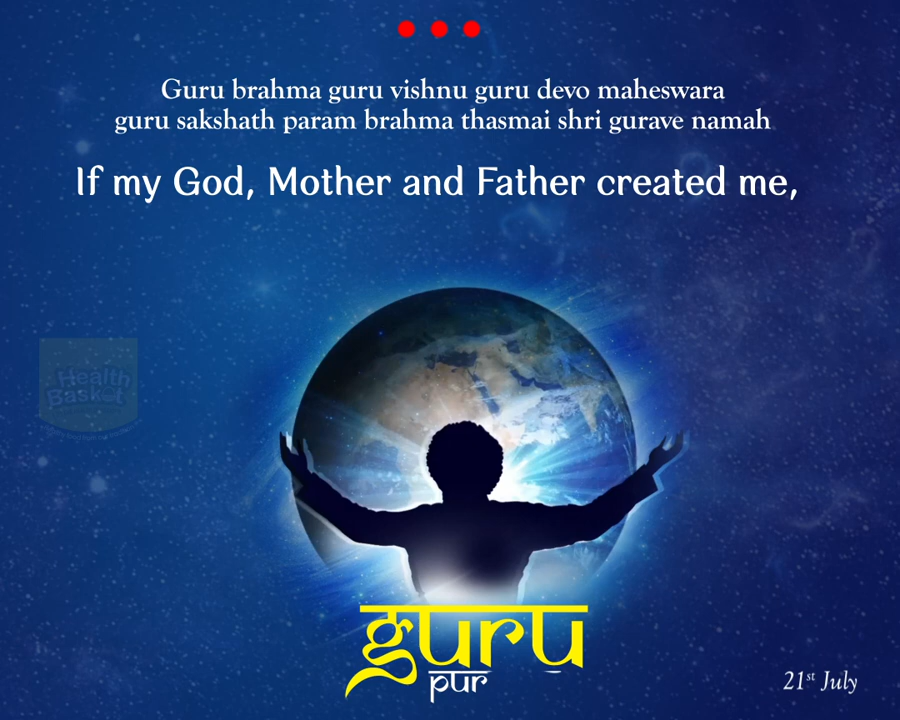 Guru brahma guru vishnu guru devo maheswara
guru sakshath param brahma thasmai shri gurave namah
If my God, Mother and Father created me,
Health
Basket
guru
pur
21st July